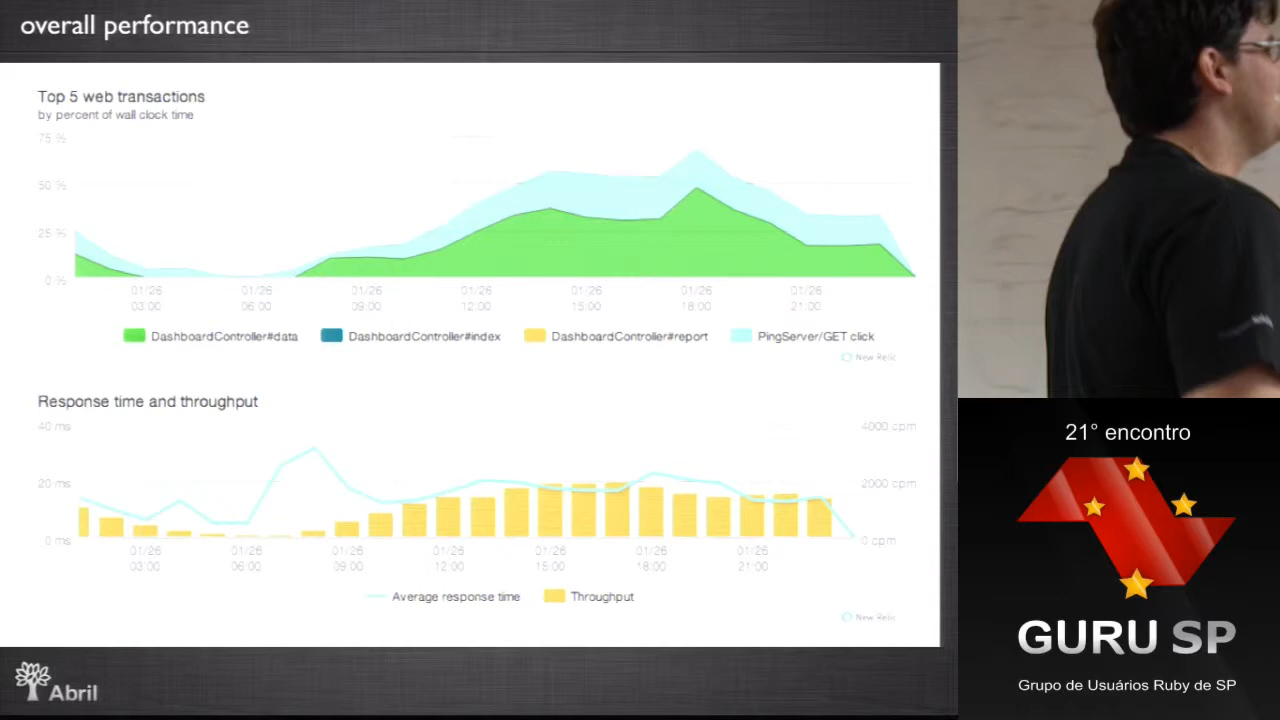 overall performance
Top 5 web transactions
by percent of wall clock time
75 %
50 %
25 %
0 %
01/26 01/26 01/26 01/26 01/26 01/26 01/26
03:00 06:00 09:00 12:00 15:00 18:00 21:00
DashboardController#data DashboardController#index DashboardController#report PingServer/GET click
New Relic
Response time and throughput
40 ms 4000 cpm
20 ms 2000 cpm
0 ms 0 cpm
01/26 01/26 01/26 01/26 01/26 01/26 01/26
03:00 06:00 09:00 12:00 15:00 18:00 21:00
Average response time Throughput
New Relic
Abril
21° encontro
GURU SP
Grupo de Usuários Ruby de SP